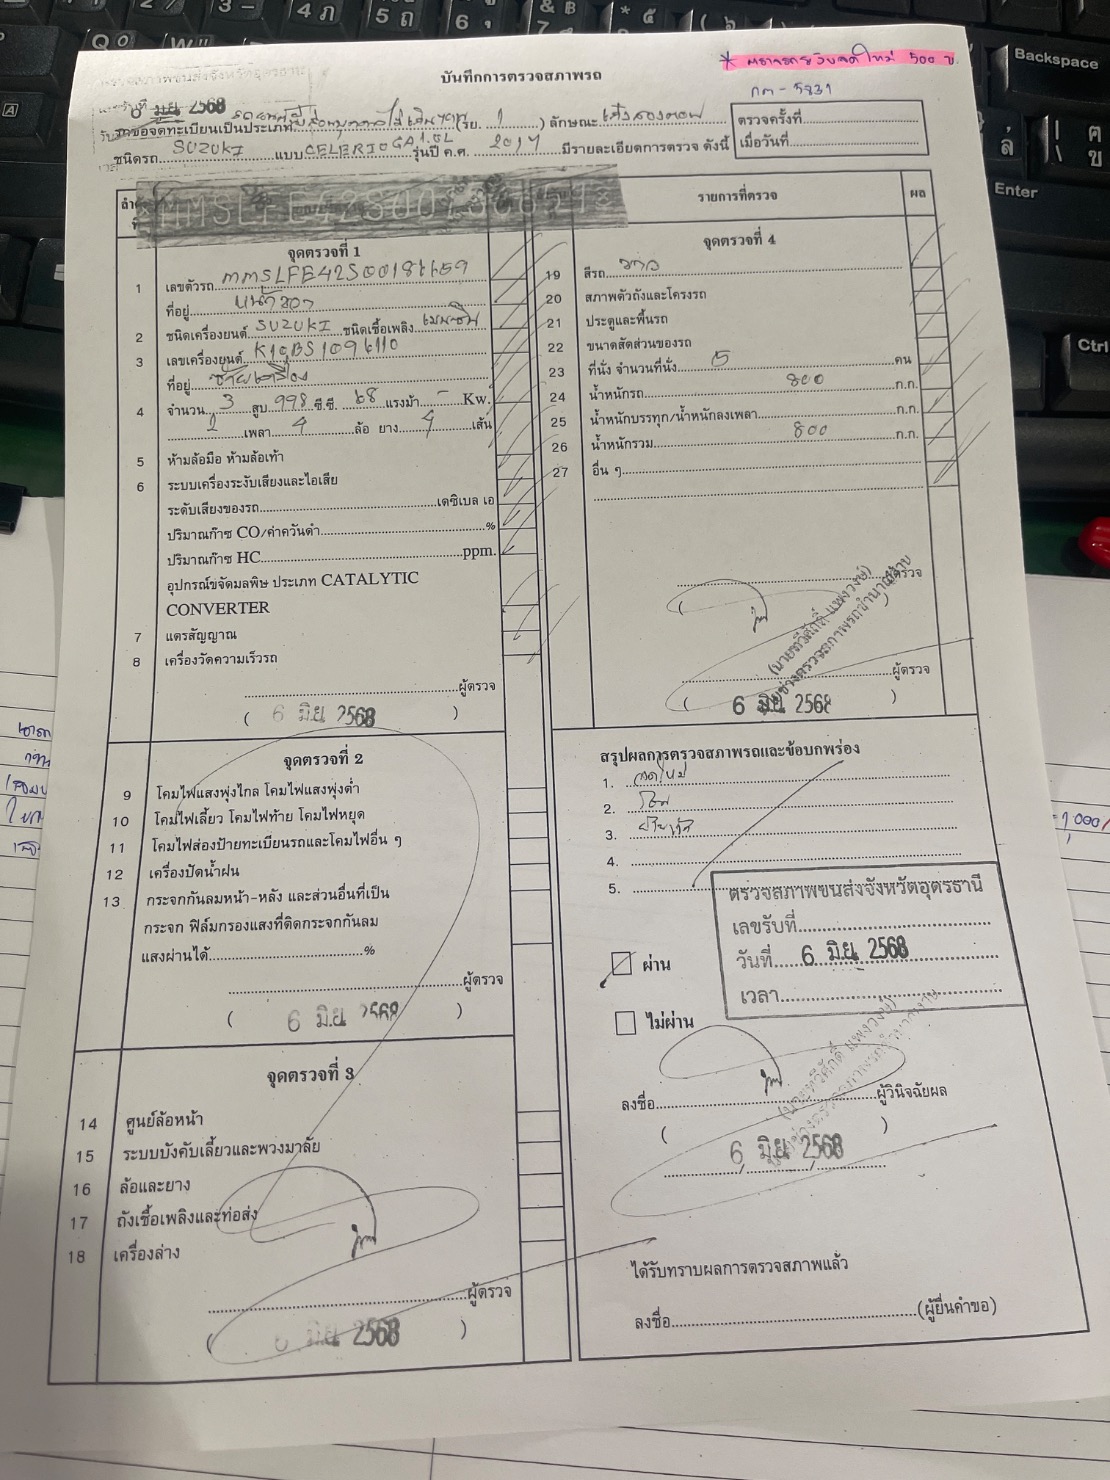 500 บ.
บันทึกการตรวจสภาพรถ
กต-5831
6 มิ.ย 2568
รถขอจดทะเบียนเป็นประเภท (รย. 1 ) ลักษณะ เก๋งสองตอน
ชนิดรถ SUZUKI แบบ CELERIO GA 1.0L รุ่นปี ค.ศ. 2017 มีรายละเอียดการตรวจ ดังนี้
ตรวจครั้งที่
เมื่อวันที่
รายการที่ตรวจ ผล
จุดตรวจที่ 1
1 เลขตัวรถ
ที่อยู่
2 ชนิดเครื่องยนต์ SUZUKI ชนิดเชื้อเพลิง เบนซิน
3 เลขเครื่องยนต์
ที่อยู่
4 จำนวน 3 สูบ 998 ซี.ซี. 68 แรงม้า - Kw.
2 เพลา 4 ล้อ ยาง 4 เส้น
5 ห้ามล้อมือ ห้ามล้อเท้า
6 ระบบเครื่องระงับเสียงและไอเสีย
ระดับเสียงของรถ เดซิเบล เอ
ปริมาณก๊าซ CO/ค่าควันดำ %
ปริมาณก๊าซ HC ppm.
อุปกรณ์ขจัดมลพิษ ประเภท CATALYTIC
CONVERTER
7 แตรสัญญาณ
8 เครื่องวัดความเร็วรถ
ผู้ตรวจ
( 6 มิ.ย 2568 )
จุดตรวจที่ 2
9 โคมไฟแสงพุ่งไกล โคมไฟแสงพุ่งต่ำ
10 โคมไฟเลี้ยว โคมไฟท้าย โคมไฟหยุด
11 โคมไฟส่องป้ายทะเบียนรถและโคมไฟอื่น ๆ
12 เครื่องปัดน้ำฝน
13 กระจกกันลมหน้า-หลัง และส่วนอื่นที่เป็น
กระจก ฟิล์มกรองแสงที่ติดกระจกกันลม
แสงผ่านได้ %
ผู้ตรวจ
( 6 มิ.ย 2568 )
จุดตรวจที่ 3
14 ศูนย์ล้อหน้า
15 ระบบบังคับเลี้ยวและพวงมาลัย
16 ล้อและยาง
17 ถังเชื้อเพลิงและท่อส่ง
18 เครื่องล่าง
ผู้ตรวจ
( 6 มิ.ย 2568 )
จุดตรวจที่ 4
19 สีรถ ขาว
20 สภาพตัวถังและโครงรถ
21 ประตูและพื้นรถ
22 ขนาดสัดส่วนของรถ
23 ที่นั่ง จำนวนที่นั่ง 5 คน
24 น้ำหนักรถ 800 ก.ก.
25 น้ำหนักบรรทุก/น้ำหนักลงเพลา ก.ก.
26 น้ำหนักรวม 800 ก.ก.
27 อื่น ๆ
ผู้ตรวจ
ผู้ตรวจ
( 6 มิ.ย 2568 )
สรุปผลการตรวจสภาพรถและข้อบกพร่อง
1.
2. โอน
3.
4.
5.
ตรวจสภาพขนส่งจังหวัดอุดรธานี
เลขรับที่
วันที่ 6 มิ.ย 2568
เวลา
ผ่าน
ไม่ผ่าน
ลงชื่อ ผู้วินิจฉัยผล
( )
6 มิ.ย 2568
ได้รับทราบผลการตรวจสภาพแล้ว
ลงชื่อ (ผู้ยื่นคำขอ)
Backspace
Enter
Ctrl